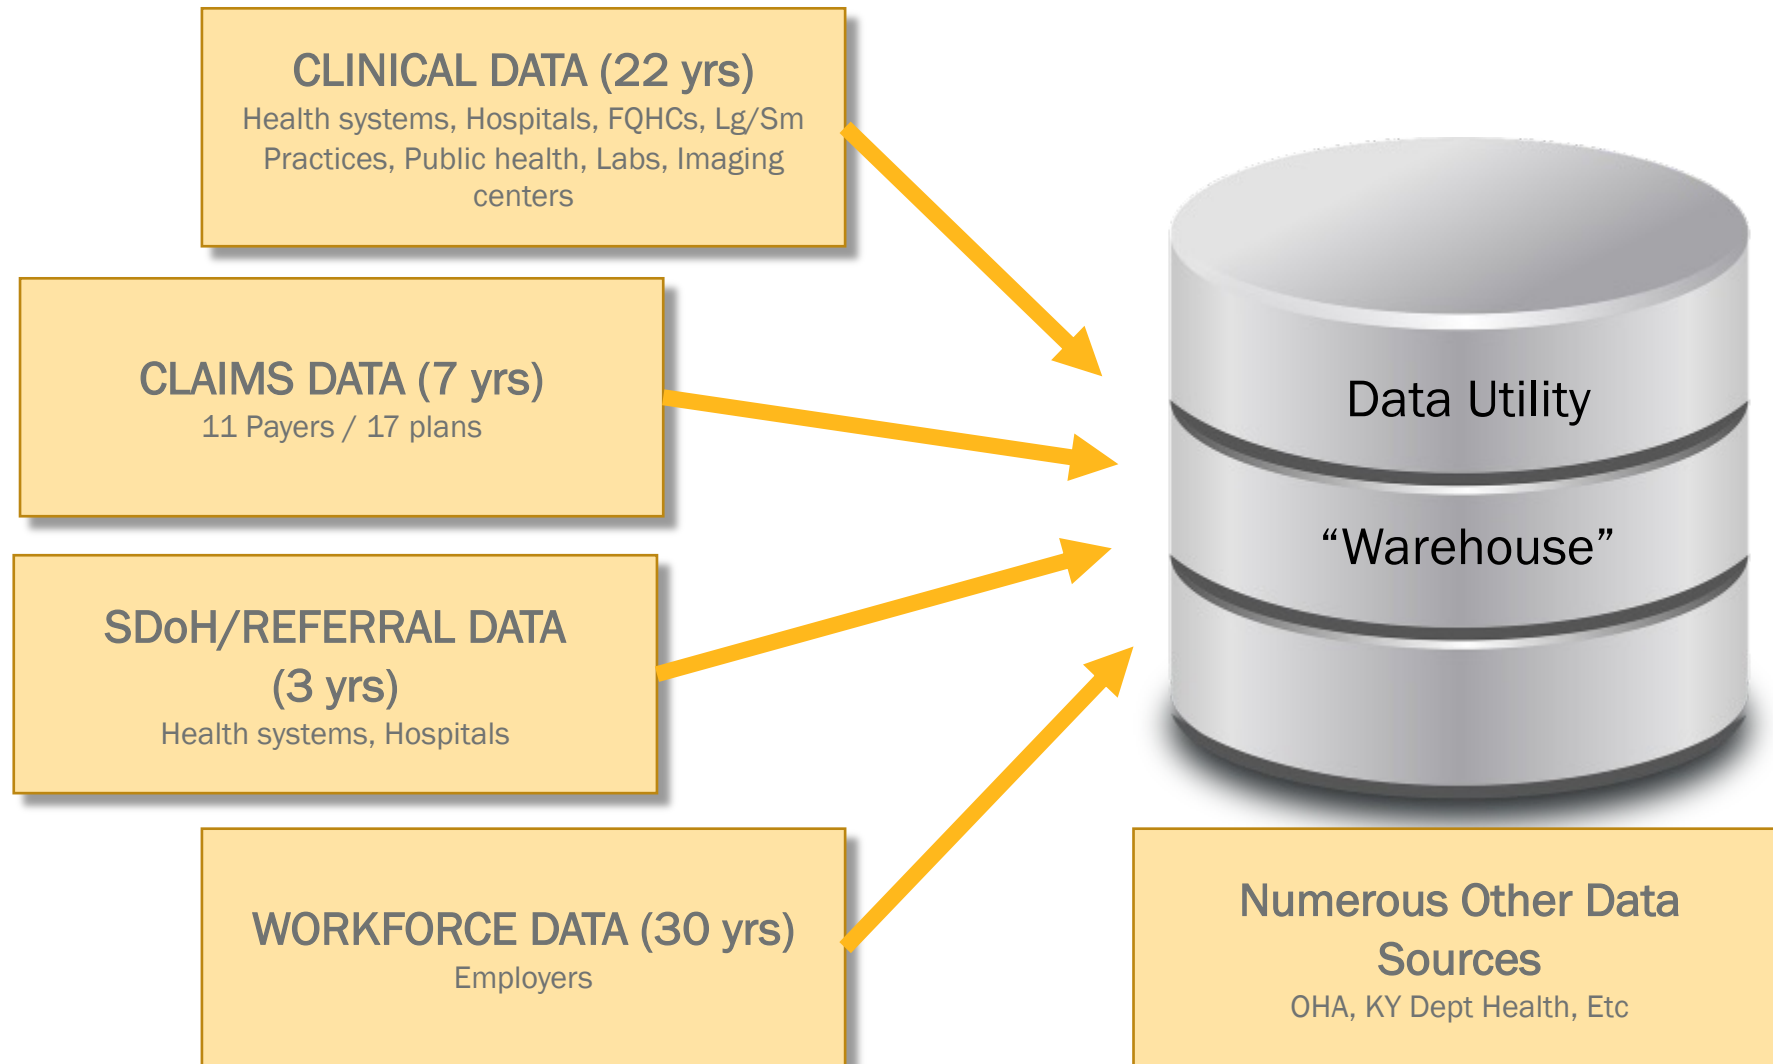 CLINICAL DATA (22 yrs)
Health systems, Hospitals, FQHCs, Lg/Sm
Practices, Public health, Labs, Imaging
centers
CLAIMS DATA (7 yrs)
11 Payers / 17 plans
SDoH/REFERRAL DATA
(3 yrs)
Health systems, Hospitals
WORKFORCE DATA (30 yrs)
Employers
Data Utility
“Warehouse”
Numerous Other Data
Sources
OHA, KY Dept Health, Etc